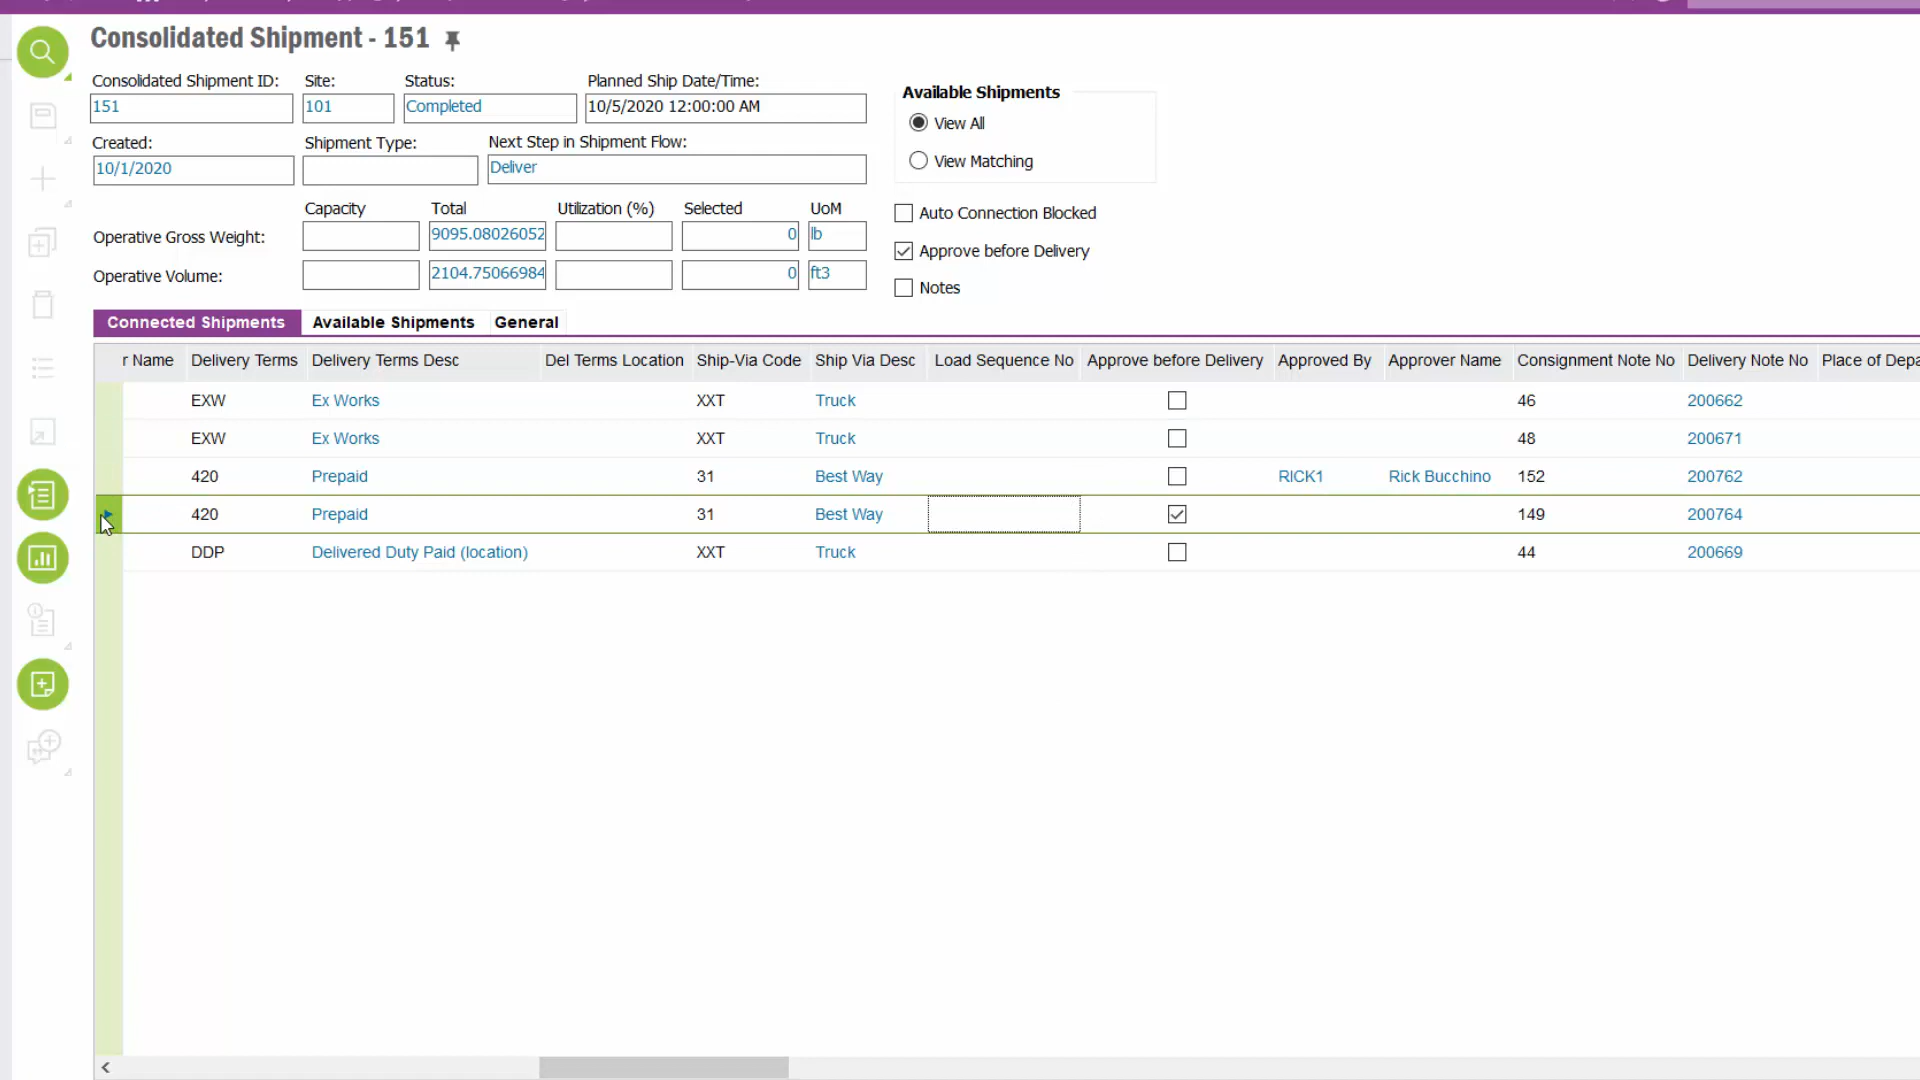 Consolidated Shipment - 151
Consolidated Shipment ID: Site: Status: Planned Ship Date/Time:
151 101 Completed 10/5/2020 12:00:00 AM
Available Shipments
View All
Created: Shipment Type: Next Step in Shipment Flow:
10/1/2020 Deliver
View Matching
Capacity Total Utilization (%) Selected UoM
Auto Connection Blocked
Operative Gross Weight: 9095.08026052 0 lb
Approve before Delivery
Operative Volume: 2104.75066984 0 ft3
Notes
Connected Shipments Available Shipments General
r Name Delivery Terms Delivery Terms Desc Del Terms Location Ship-Via Code Ship Via Desc Load Sequence No Approve before Delivery Approved By Approver Name Consignment Note No Delivery Note No Place of Depa
EXW Ex Works XXT Truck 46 200662
EXW Ex Works XXT Truck 48 200671
420 Prepaid 31 Best Way RICK1 Rick Bucchino 152 200762
420 Prepaid 31 Best Way 149 200764
DDP Delivered Duty Paid (location) XXT Truck 44 200669